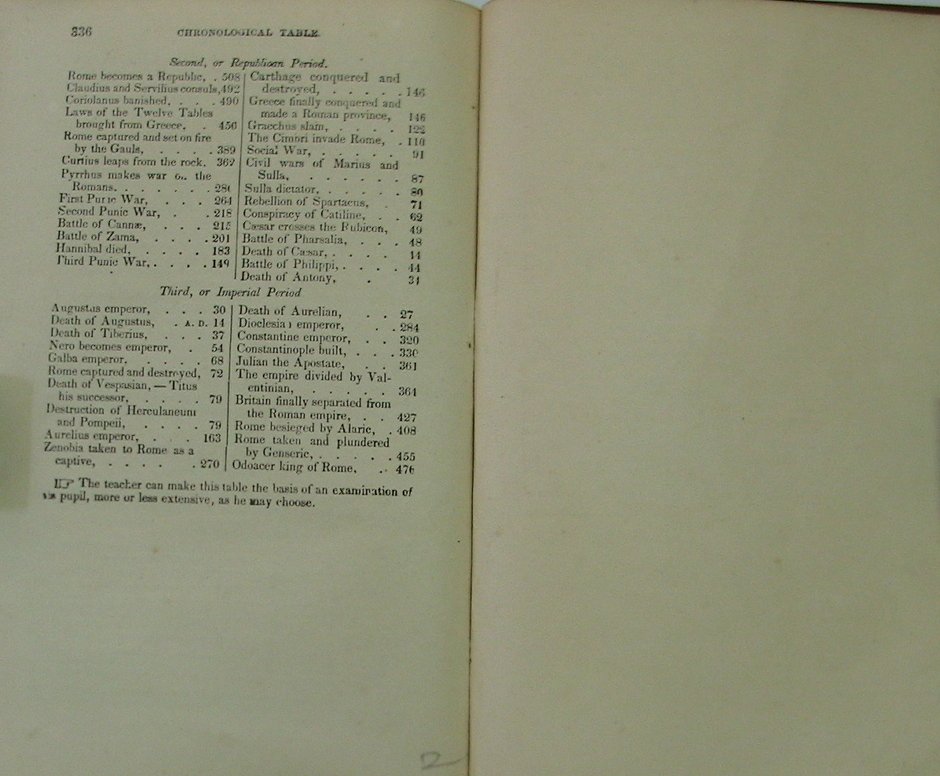 336 CHRONOLOGICAL TABLE.
Second, or Republican Period.
Rome becomes a Republic, . 508
Claudius and Servilius consuls, 492
Coriolanus banished, . . . 490
Laws of the Twelve Tables
brought from Greece, . 450
Rome captured and set on fire
by the Gauls, . . . . 389
Curtius leaps from the rock. 362
Pyrrhus makes war on the
Romans. . . . . . . 280
First Punic War, . . . 264
Second Punic War, . . 218
Battle of Cannæ, . . . 215
Battle of Zama, . . . . 201
Hannibal died, . . . . 183
Third Punic War, . . . . 149
Carthage conquered and
destroyed, . . . . . 146
Greece finally conquered and
made a Roman province, 146
Gracchus slain, . . . .
The Cimbri invade Rome, . 110
Social War, . . . . . 91
Civil wars of Marius and
Sulla, . . . . . . 87
Sulla dictator, . . . . . 80
Rebellion of Spartacus, 71
Conspiracy of Catiline, . . 62
Cæsar crosses the Rubicon, 49
Battle of Pharsalia, . . . 48
Death of Cæsar, . . . . 44
Battle of Philippi, . . . . 44
Death of Antony, . 31
Third, or Imperial Period
Augustus emperor, . . . 30
Death of Augustus, . A. D. 14
Death of Tiberius, . . . 37
Nero becomes emperor, . 54
Galba emperor, . . . . 68
Rome captured and destroyed, 72
Death of Vespasian, — Titus
his successor, . . . . 79
Destruction of Herculaneum
and Pompeii, . . . . 79
Aurelius emperor, . . . 163
Zenobia taken to Rome as a
captive, . . . . . 270
Death of Aurelian, . . 27
Dioclesian emperor, . . 284
Constantine emperor, . . 320
Constantinople built, . . . 330
Julian the Apostate, . . 361
The empire divided by Val-
entinian, . . . . . 364
Britain finally separated from
the Roman empire, . . 427
Rome besieged by Alaric, . 408
Rome taken and plundered
by Genseric, . . . . . 455
Odoacer king of Rome, . . 476
☞ The teacher can make this table the basis of an examination of
his pupil, more or less extensive, as he may choose.
2